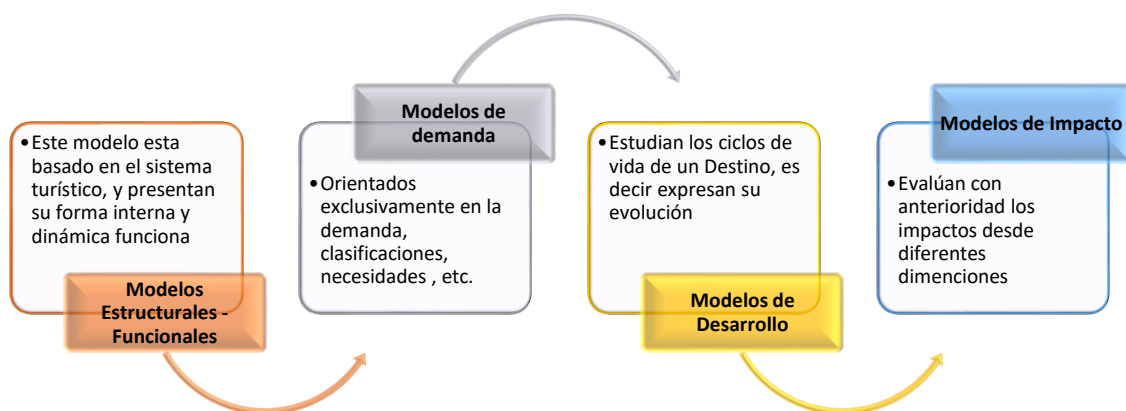 •Este modelo esta
basado en el sistema
turístico, y presentan
su forma interna y
dinámica funciona
Modelos
Estructurales -
Funcionales
Modelos de
demanda
•Orientados
exclusivamente en la
demanda,
clasificaciones,
necesidades , etc.
•Estudian los ciclos de
vida de un Destino, es
decir expresan su
evolución
Modelos de
Desarrollo
Modelos de Impacto
•Evalúan con
anterioridad los
impactos desde
diferentes
dimenciones